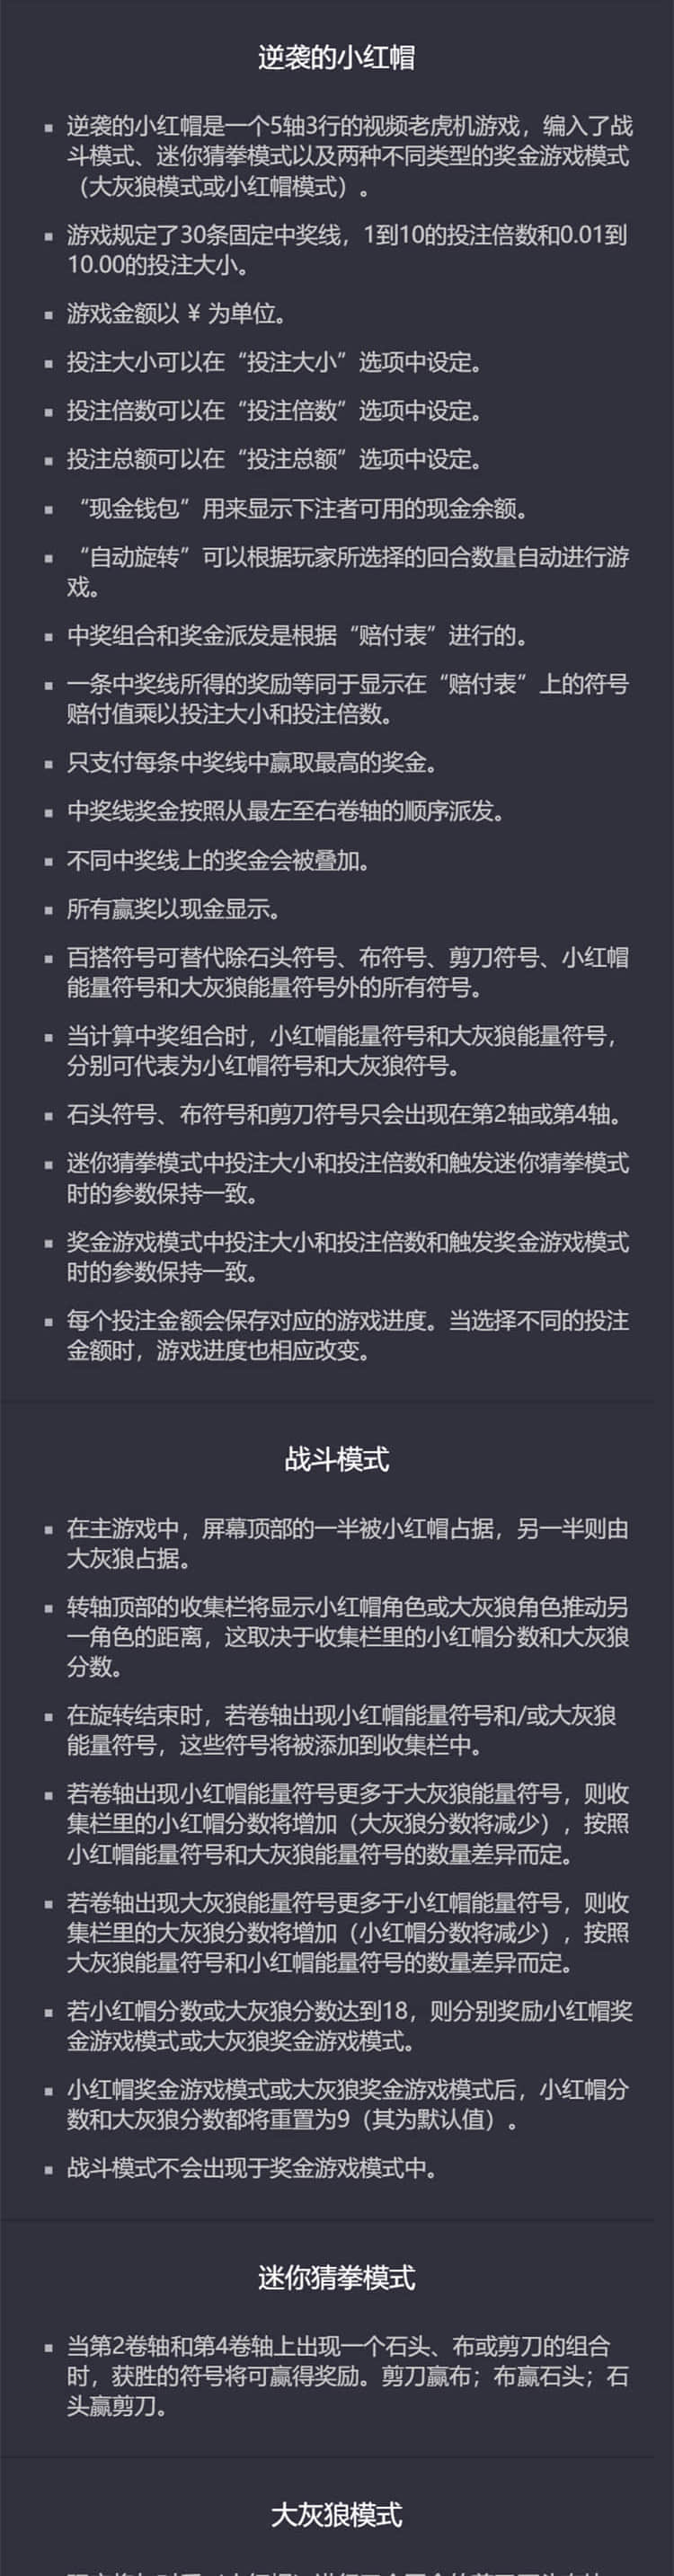 逆袭的小红帽
▪ 逆袭的小红帽是一个5轴3行的视频老虎机游戏，编入了战
斗模式、迷你猜拳模式以及两种不同类型的奖金游戏模式
（大灰狼模式或小红帽模式）。
▪ 游戏规定了30条固定中奖线，1到10的投注倍数和0.01到
10.00的投注大小。
▪ 游戏金额以 ¥ 为单位。
▪ 投注大小可以在“投注大小”选项中设定。
▪ 投注倍数可以在“投注倍数”选项中设定。
▪ 投注总额可以在“投注总额”选项中设定。
▪ “现金钱包”用来显示下注者可用的现金余额。
▪ “自动旋转”可以根据玩家所选择的回合数量自动进行游
戏。
▪ 中奖组合和奖金派发是根据“赔付表”进行的。
▪ 一条中奖线所得的奖励等同于显示在“赔付表”上的符号
赔付值乘以投注大小和投注倍数。
▪ 只支付每条中奖线中赢取最高的奖金。
▪ 中奖线奖金按照从最左至右卷轴的顺序派发。
▪ 不同中奖线上的奖金会被叠加。
▪ 所有赢奖以现金显示。
▪ 百搭符号可替代除石头符号、布符号、剪刀符号、小红帽
能量符号和大灰狼能量符号外的所有符号。
▪ 当计算中奖组合时，小红帽能量符号和大灰狼能量符号，
分别可代表为小红帽符号和大灰狼符号。
▪ 石头符号、布符号和剪刀符号只会出现在第2轴或第4轴。
▪ 迷你猜拳模式中投注大小和投注倍数和触发迷你猜拳模式
时的参数保持一致。
▪ 奖金游戏模式中投注大小和投注倍数和触发奖金游戏模式
时的参数保持一致。
▪ 每个投注金额会保存对应的游戏进度。当选择不同的投注
金额时，游戏进度也相应改变。
战斗模式
▪ 在主游戏中，屏幕顶部的一半被小红帽占据，另一半则由
大灰狼占据。
▪ 转轴顶部的收集栏将显示小红帽角色或大灰狼角色推动另
一角色的距离，这取决于收集栏里的小红帽分数和大灰狼
分数。
▪ 在旋转结束时，若卷轴出现小红帽能量符号和/或大灰狼
能量符号，这些符号将被添加到收集栏中。
▪ 若卷轴出现小红帽能量符号更多于大灰狼能量符号，则收
集栏里的小红帽分数将增加（大灰狼分数将减少），按照
小红帽能量符号和大灰狼能量符号的数量差异而定。
▪ 若卷轴出现大灰狼能量符号更多于小红帽能量符号，则收
集栏里的大灰狼分数将增加（小红帽分数将减少），按照
大灰狼能量符号和小红帽能量符号的数量差异而定。
▪ 若小红帽分数或大灰狼分数达到18，则分别奖励小红帽奖
金游戏模式或大灰狼奖金游戏模式。
▪ 小红帽奖金游戏模式或大灰狼奖金游戏模式后，小红帽分
数和大灰狼分数都将重置为9（其为默认值）。
▪ 战斗模式不会出现于奖金游戏模式中。
迷你猜拳模式
▪ 当第2卷轴和第4卷轴上出现一个石头、布或剪刀的组合
时，获胜的符号将可赢得奖励。剪刀赢布；布赢石头；石
头赢剪刀。
大灰狼模式